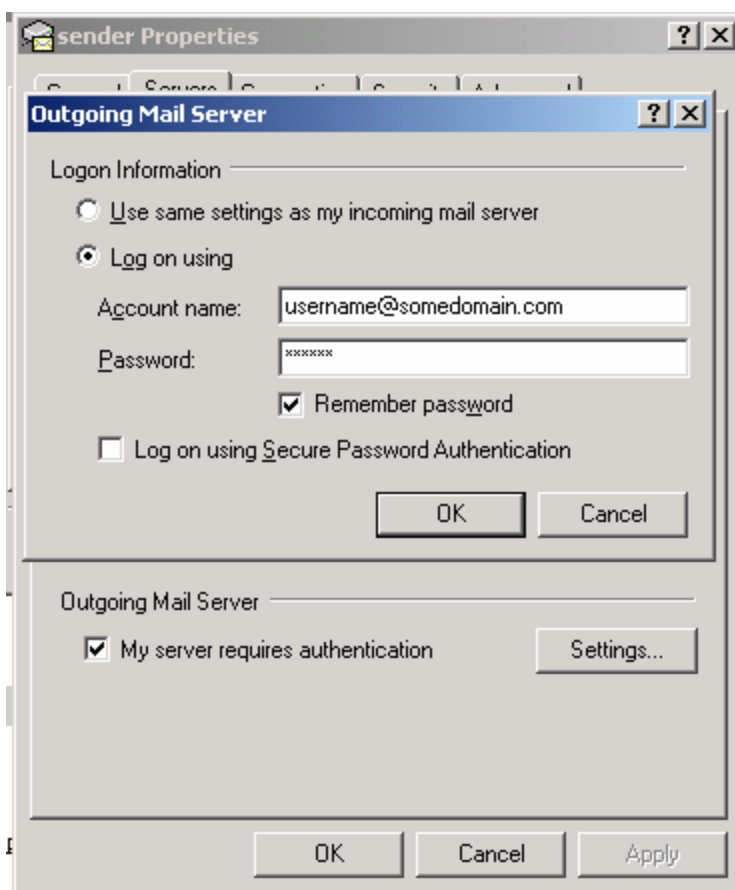 sender Properties
Outgoing Mail Server
Logon Information
Use same settings as my incoming mail server
Log on using
Account name: username@somedomain.com
Password: ××××××
Remember password
Log on using Secure Password Authentication
OK Cancel
Outgoing Mail Server
My server requires authentication Settings...
OK Cancel Apply